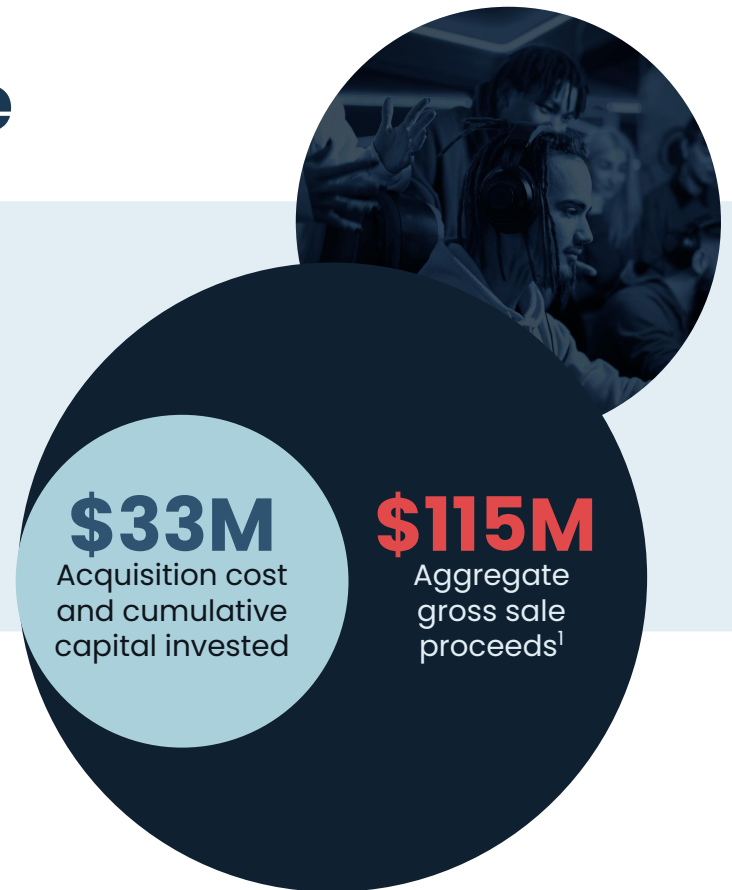 e
$33M
Acquisition cost
and cumulative
capital invested
$115M
Aggregate
gross sale
proceeds¹